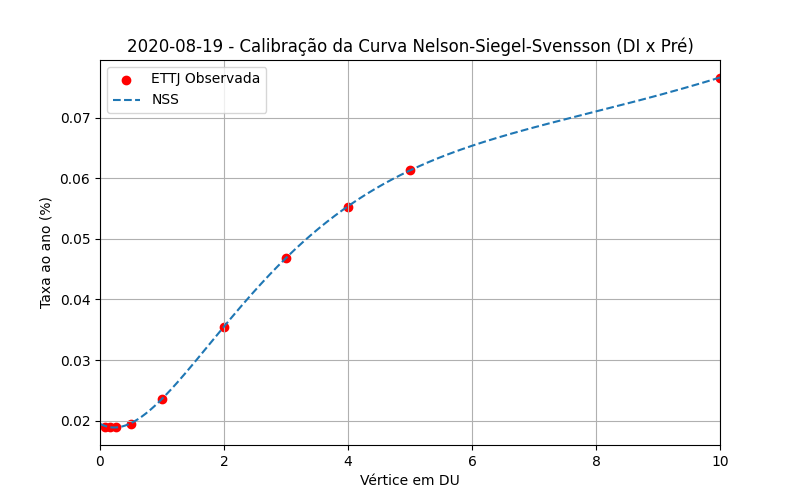 2020-08-19 - Calibração da Curva Nelson-Siegel-Svensson (DI x Pré)
ETTJ Observada
NSS
Taxa ao ano (%)
0.07
0.06
0.05
0.04
0.03
0.02
0 2 4 6 8 10
Vértice em DU